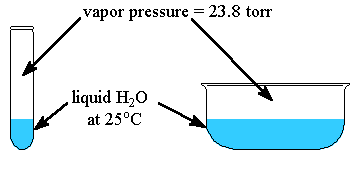 vapor pressure = 23.8 torr
liquid H₂O
at 25°C